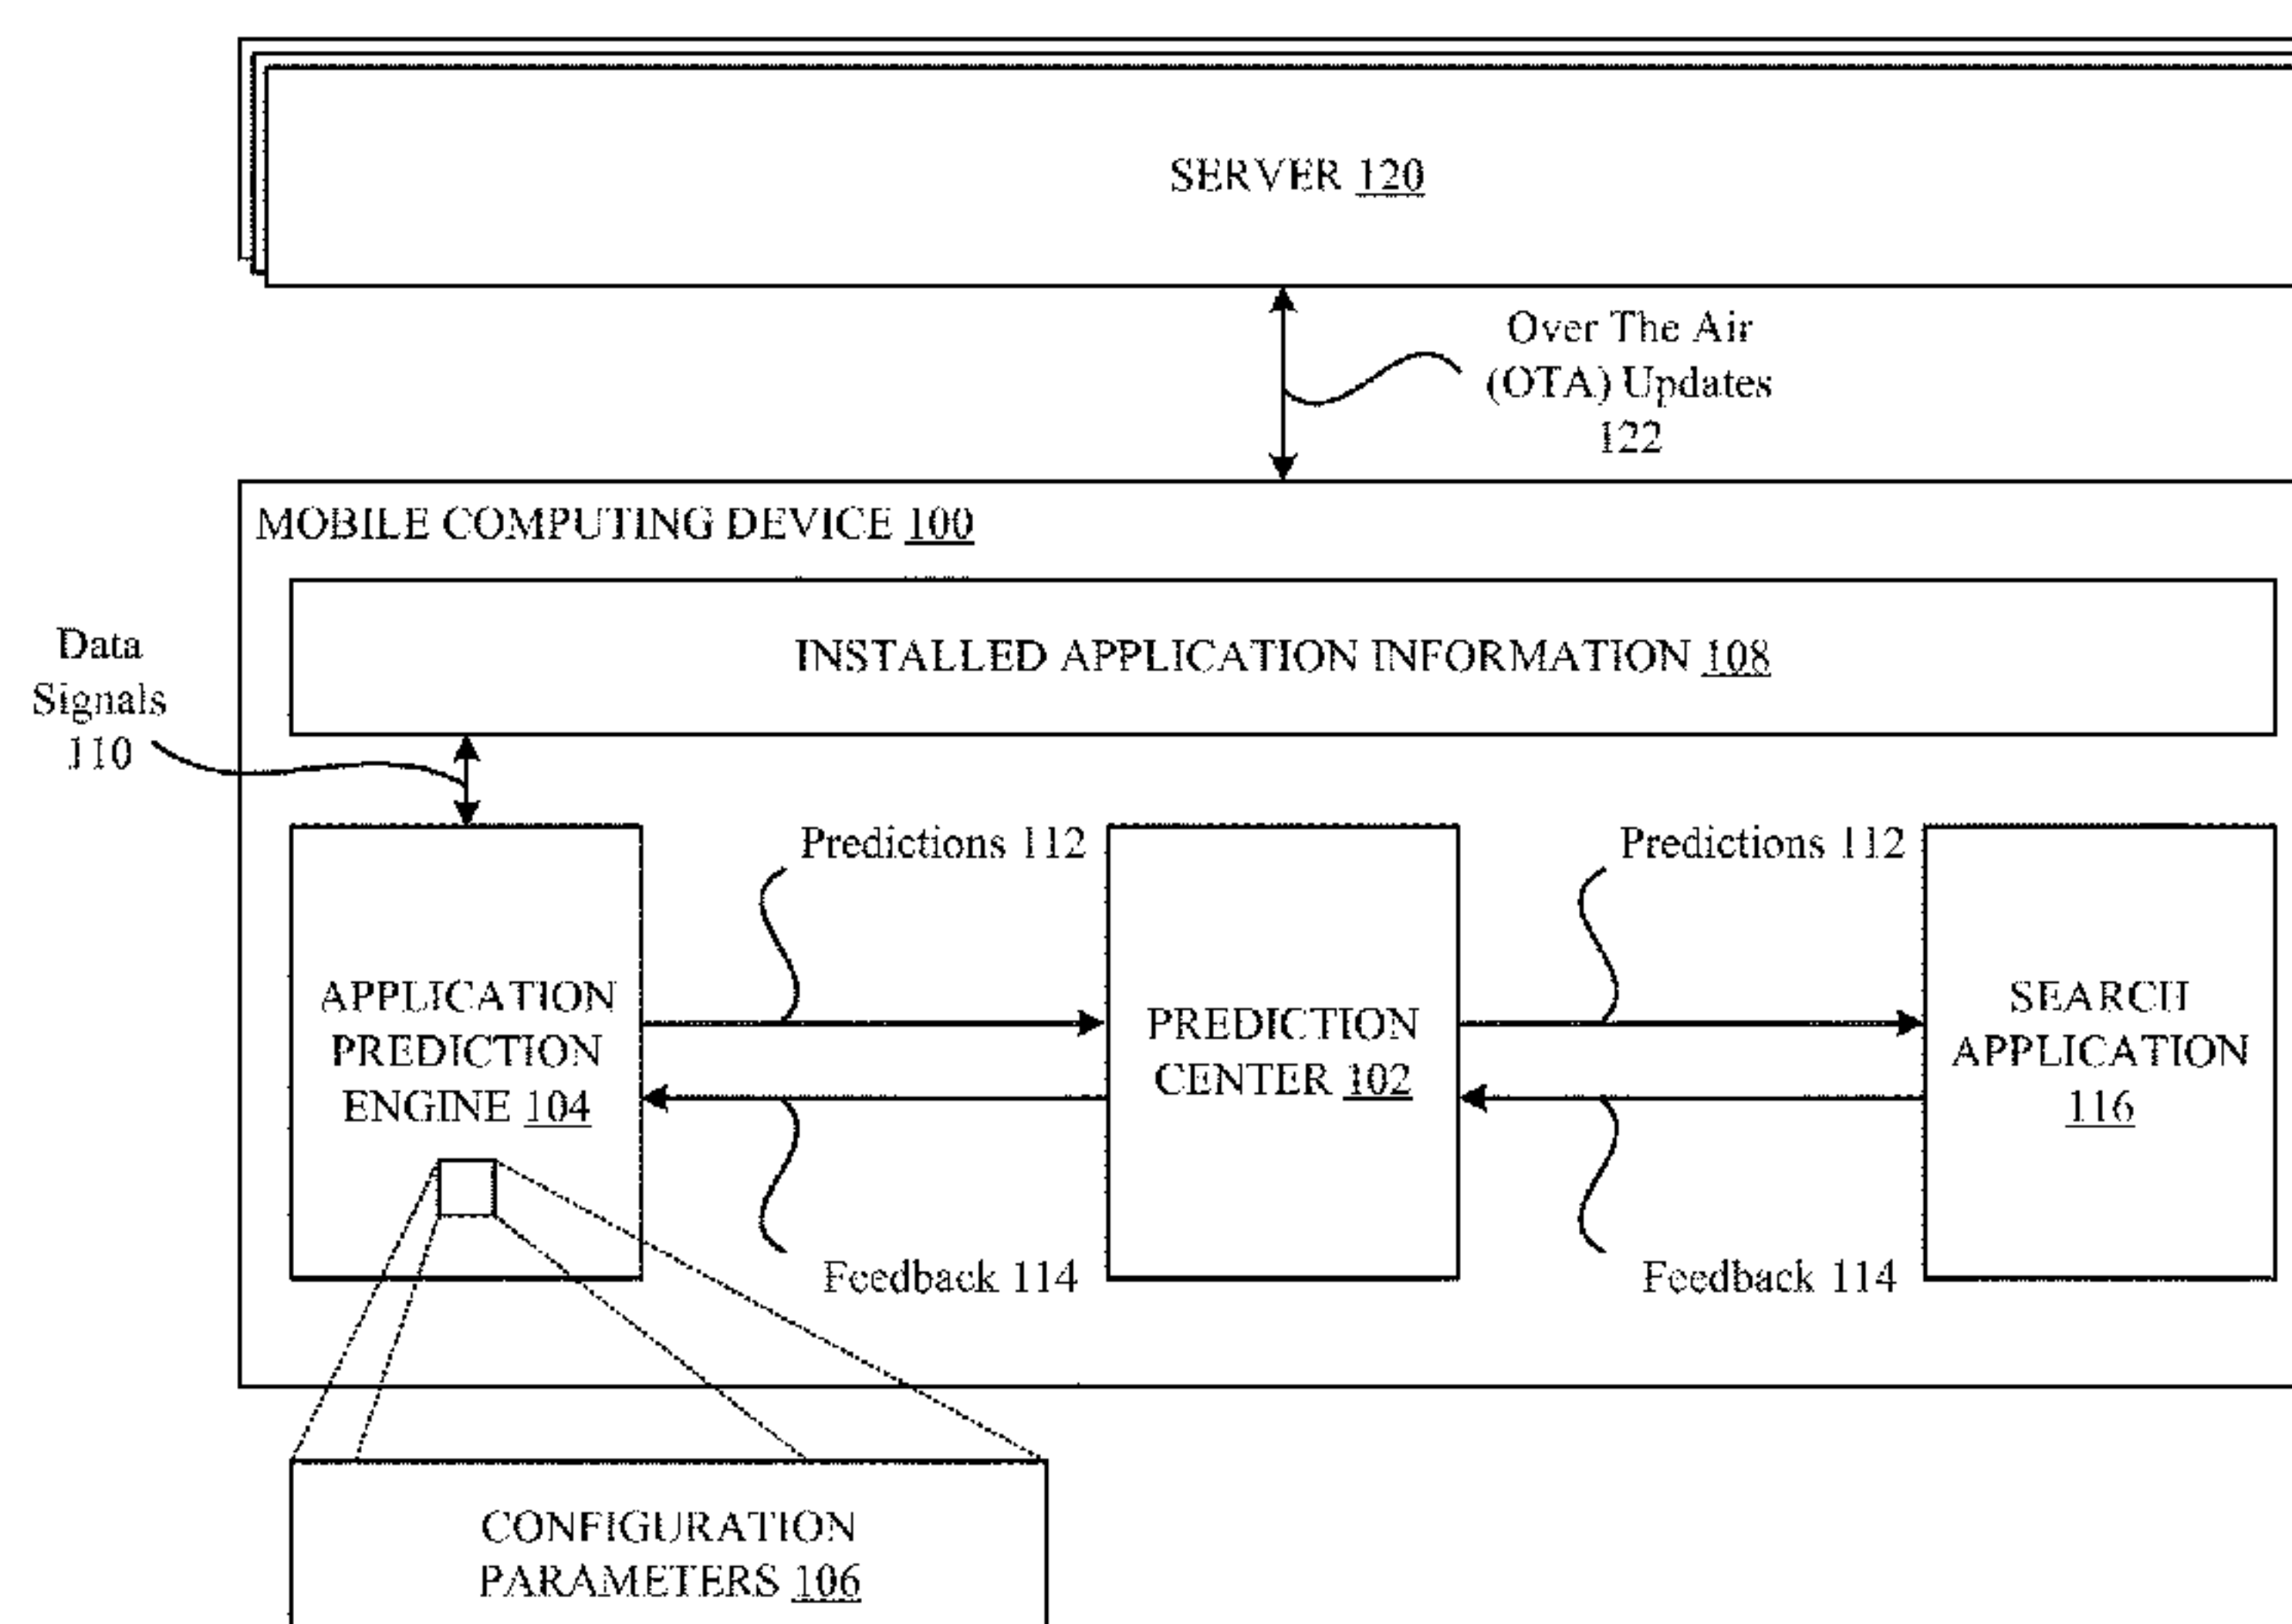 SERVER 120
Over The Air
(OTA) Updates
122
MOBILE COMPUTING DEVICE 100
INSTALLED APPLICATION INFORMATION 108
Data
Signals
110
Predictions 112
Predictions 112
APPLICATION
PREDICTION
ENGINE 104
PREDICTION
CENTER 102
SEARCH
APPLICATION
116
Feedback 114
Feedback 114
CONFIGURATION
PARAMETERS 106